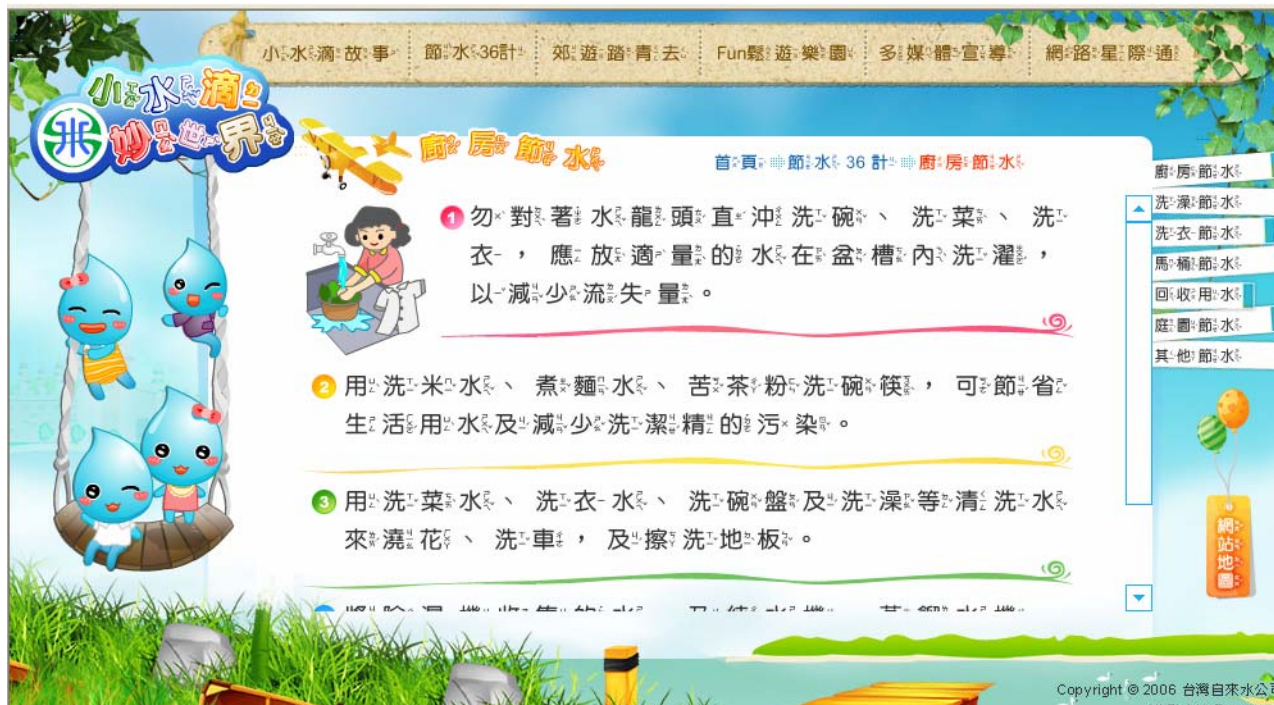 小水滴故事 節水36計 郊遊踏青去 Fun鬆遊樂園 多媒體宣導 網路星際通
小水滴
妙世界
廚房節水
首頁 節水 36 計 廚房節水
1 勿對著水龍頭直沖洗碗、洗菜、洗
衣,應放適量的水在盆槽內洗濯,
以減少流失量。
2 用洗米水、煮麵水、苦茶粉洗碗筷,可節省
生活用水及減少洗潔精的污染。
3 用洗菜水、洗衣水、洗碗盤及洗澡等清洗水
來澆花、洗車,及擦洗地板。
廚房節水
洗澡節水
洗衣節水
馬桶節水
回收用水
庭園節水
其他節水
網站地圖
Copyright © 2006 台灣自來水公司